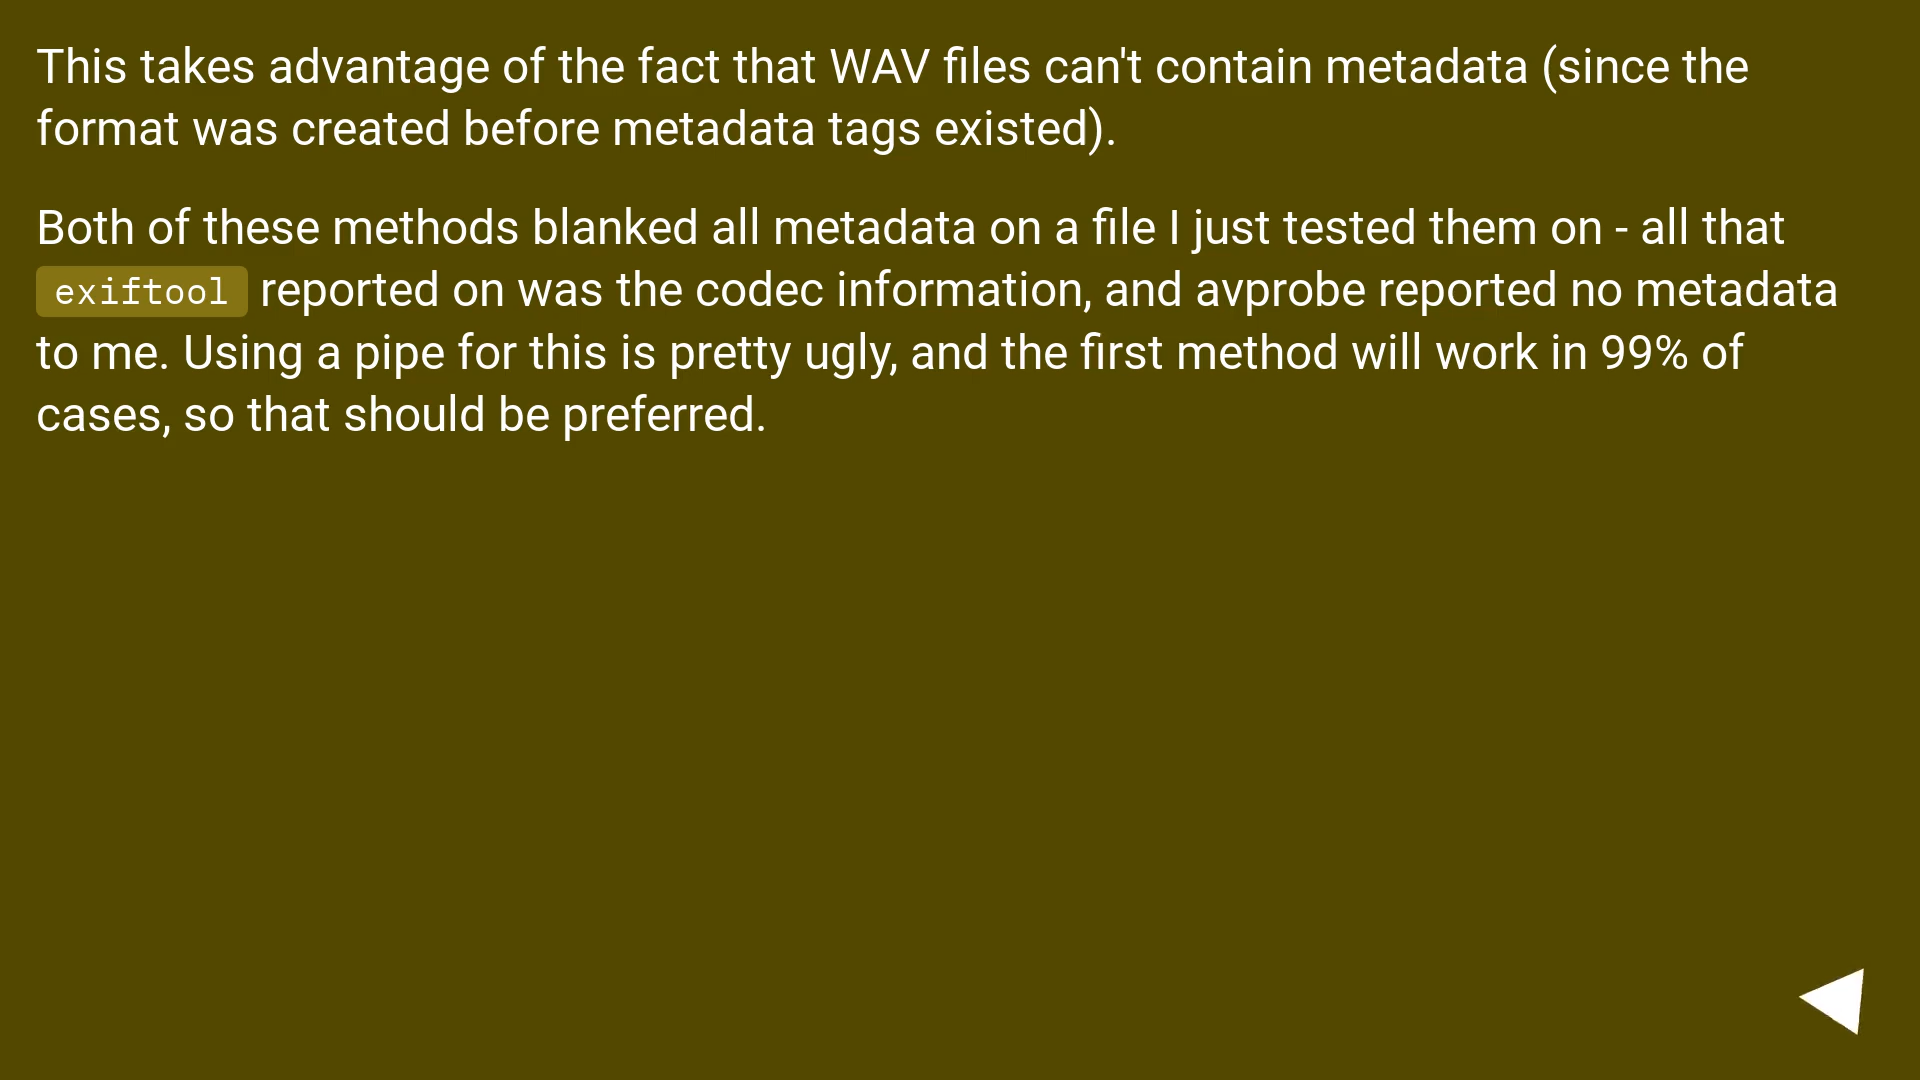 This takes advantage of the fact that WAV files can't contain metadata (since the
format was created before metadata tags existed).
Both of these methods blanked all metadata on a file I just tested them on - all that
exiftool reported on was the codec information, and avprobe reported no metadata
to me. Using a pipe for this is pretty ugly, and the first method will work in 99% of
cases, so that should be preferred.